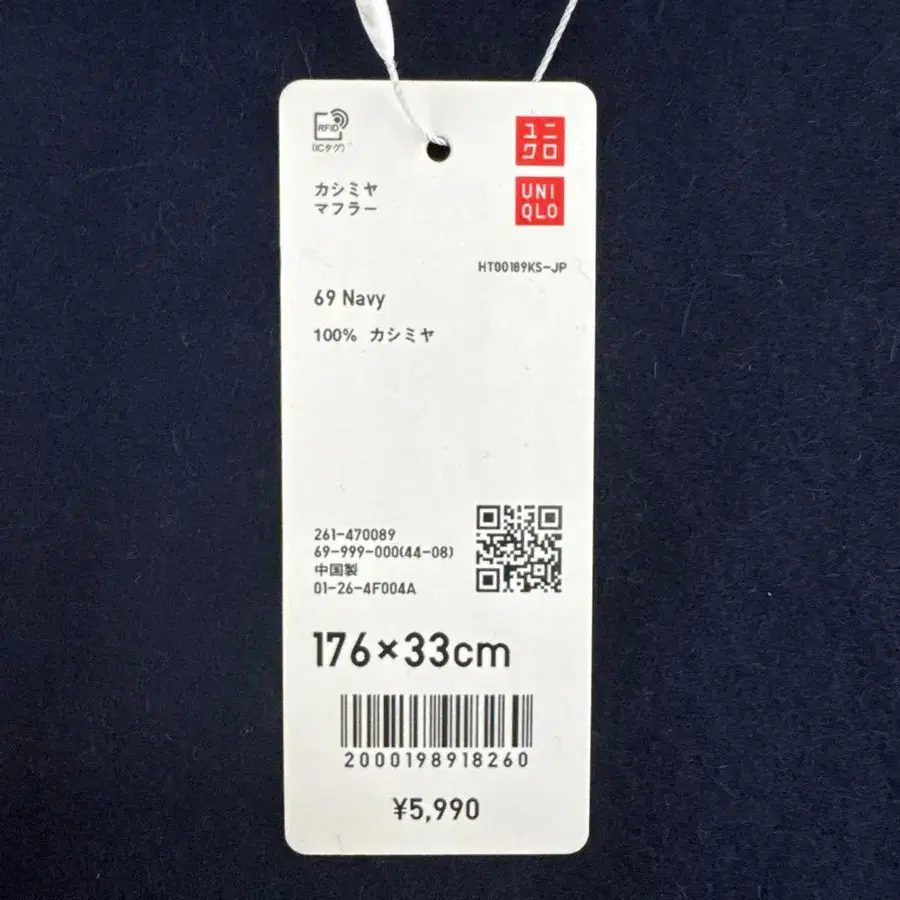 RFID
(ICタグ)
ユニ
クロ
UNI
QLO
カシミヤ
マフラー
HT00189KS-JP
69 Navy
100% カシミヤ
261-470089
69-999-000(44-08)
中国製
01-26-4F004A
176×33cm
2000198918260
¥5,990